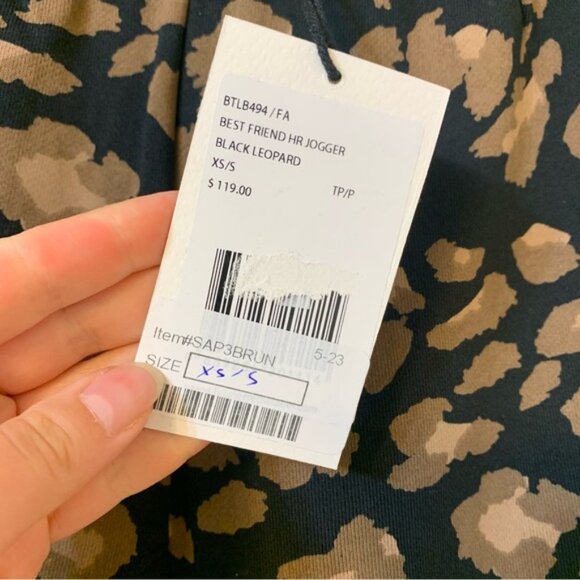 BTLB494 / FA
BEST FRIEND HR JOGGER
BLACK LEOPARD
XS/S
$ 119.00 TP/P
Item#SAP3BRUN 5-23
SIZE XS/S